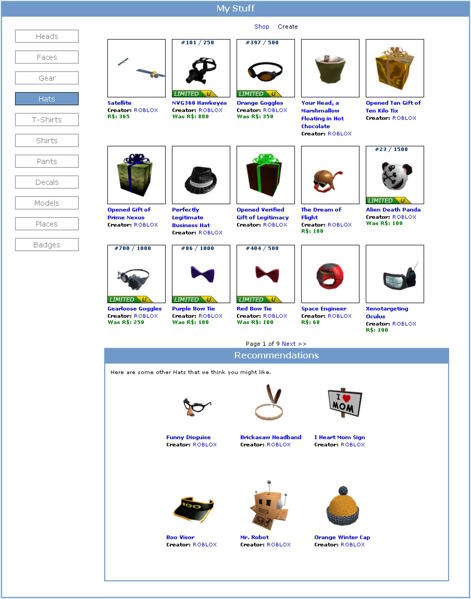 My Stuff
Shop Create
Heads
Faces
Gear
Hats
T-Shirts
Shirts
Pants
Decals
Models
Places
Badges
#101 / 250
#397 / 500
LIMITED U
LIMITED U
Satellite
Creator: ROBLOX
R$: 365
NVG360 Hawkeyes
Creator: ROBLOX
Was R$: 800
Orange Goggles
Creator: ROBLOX
Was R$: 350
Your Head, a
Marshmallow
Floating in Hot
Chocolate
Creator: ROBLOX
Opened Tan Gift of
Ten Kilo Tix
Creator: ROBLOX
#23 / 1500
LIMITED U
Opened Gift of
Prime Nexus
Creator: ROBLOX
Perfectly
Legitimate
Business Hat
Creator: ROBLOX
Opened Verified
Gift of Legitimacy
Creator: ROBLOX
The Dream of
Flight
Creator: ROBLOX
R$: 100
Alien Death Panda
Creator: ROBLOX
Was R$: 100
#700 / 1000
#86 / 1000
#404 / 500
LIMITED U
LIMITED U
LIMITED U
Gearloose Goggles
Creator: ROBLOX
Was R$: 250
Purple Bow Tie
Creator: ROBLOX
Was R$: 100
Red Bow Tie
Creator: ROBLOX
Was R$: 100
Space Engineer
Creator: ROBLOX
R$: 60
Xenotargeting
Oculus
Creator: ROBLOX
R$: 190
Page 1 of 9 Next >>
Recommendations
Here are some other Hats that we think you might like.
I ♥
MOM
Funny Disguise
Creator: ROBLOX
Bricksaw Headband
Creator: ROBLOX
I Heart Mom Sign
Creator: ROBLOX
BOO
Boo Visor
Creator: ROBLOX
Mr. Robot
Creator: ROBLOX
Orange Winter Cap
Creator: ROBLOX